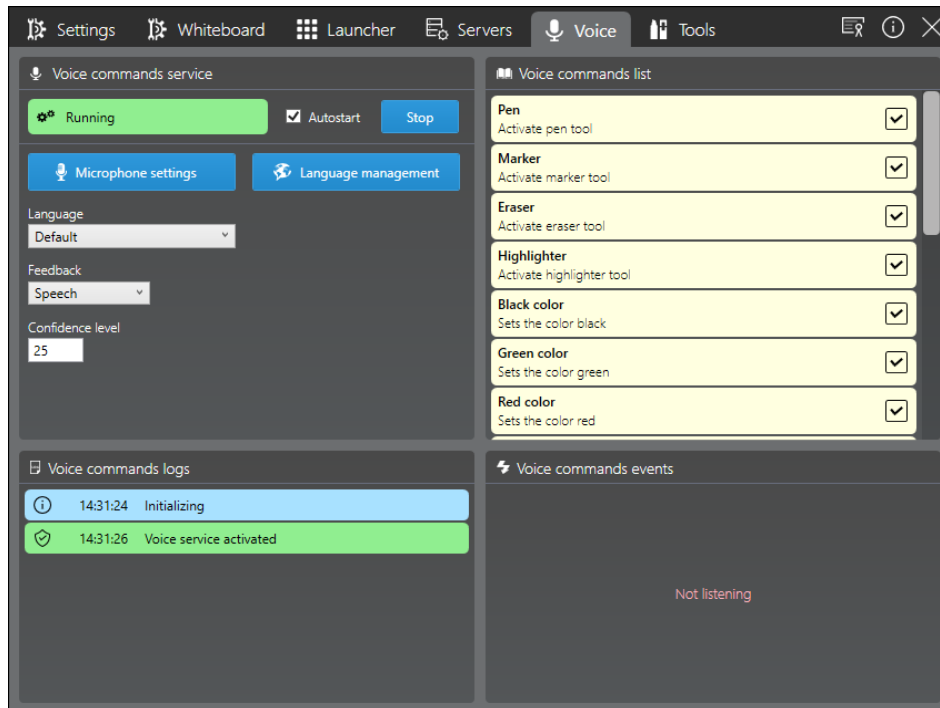 Settings
Whiteboard
Launcher
Servers
Voice
Tools
Voice commands service
Running
Autostart
Stop
Microphone settings
Language management
Language
Default
Feedback
Speech
Confidence level
25
Voice commands list
Pen
Activate pen tool
Marker
Activate marker tool
Eraser
Activate eraser tool
Highlighter
Activate highlighter tool
Black color
Sets the color black
Green color
Sets the color green
Red color
Sets the color red
Voice commands logs
14:31:24 Initializing
14:31:26 Voice service activated
Voice commands events
Not listening